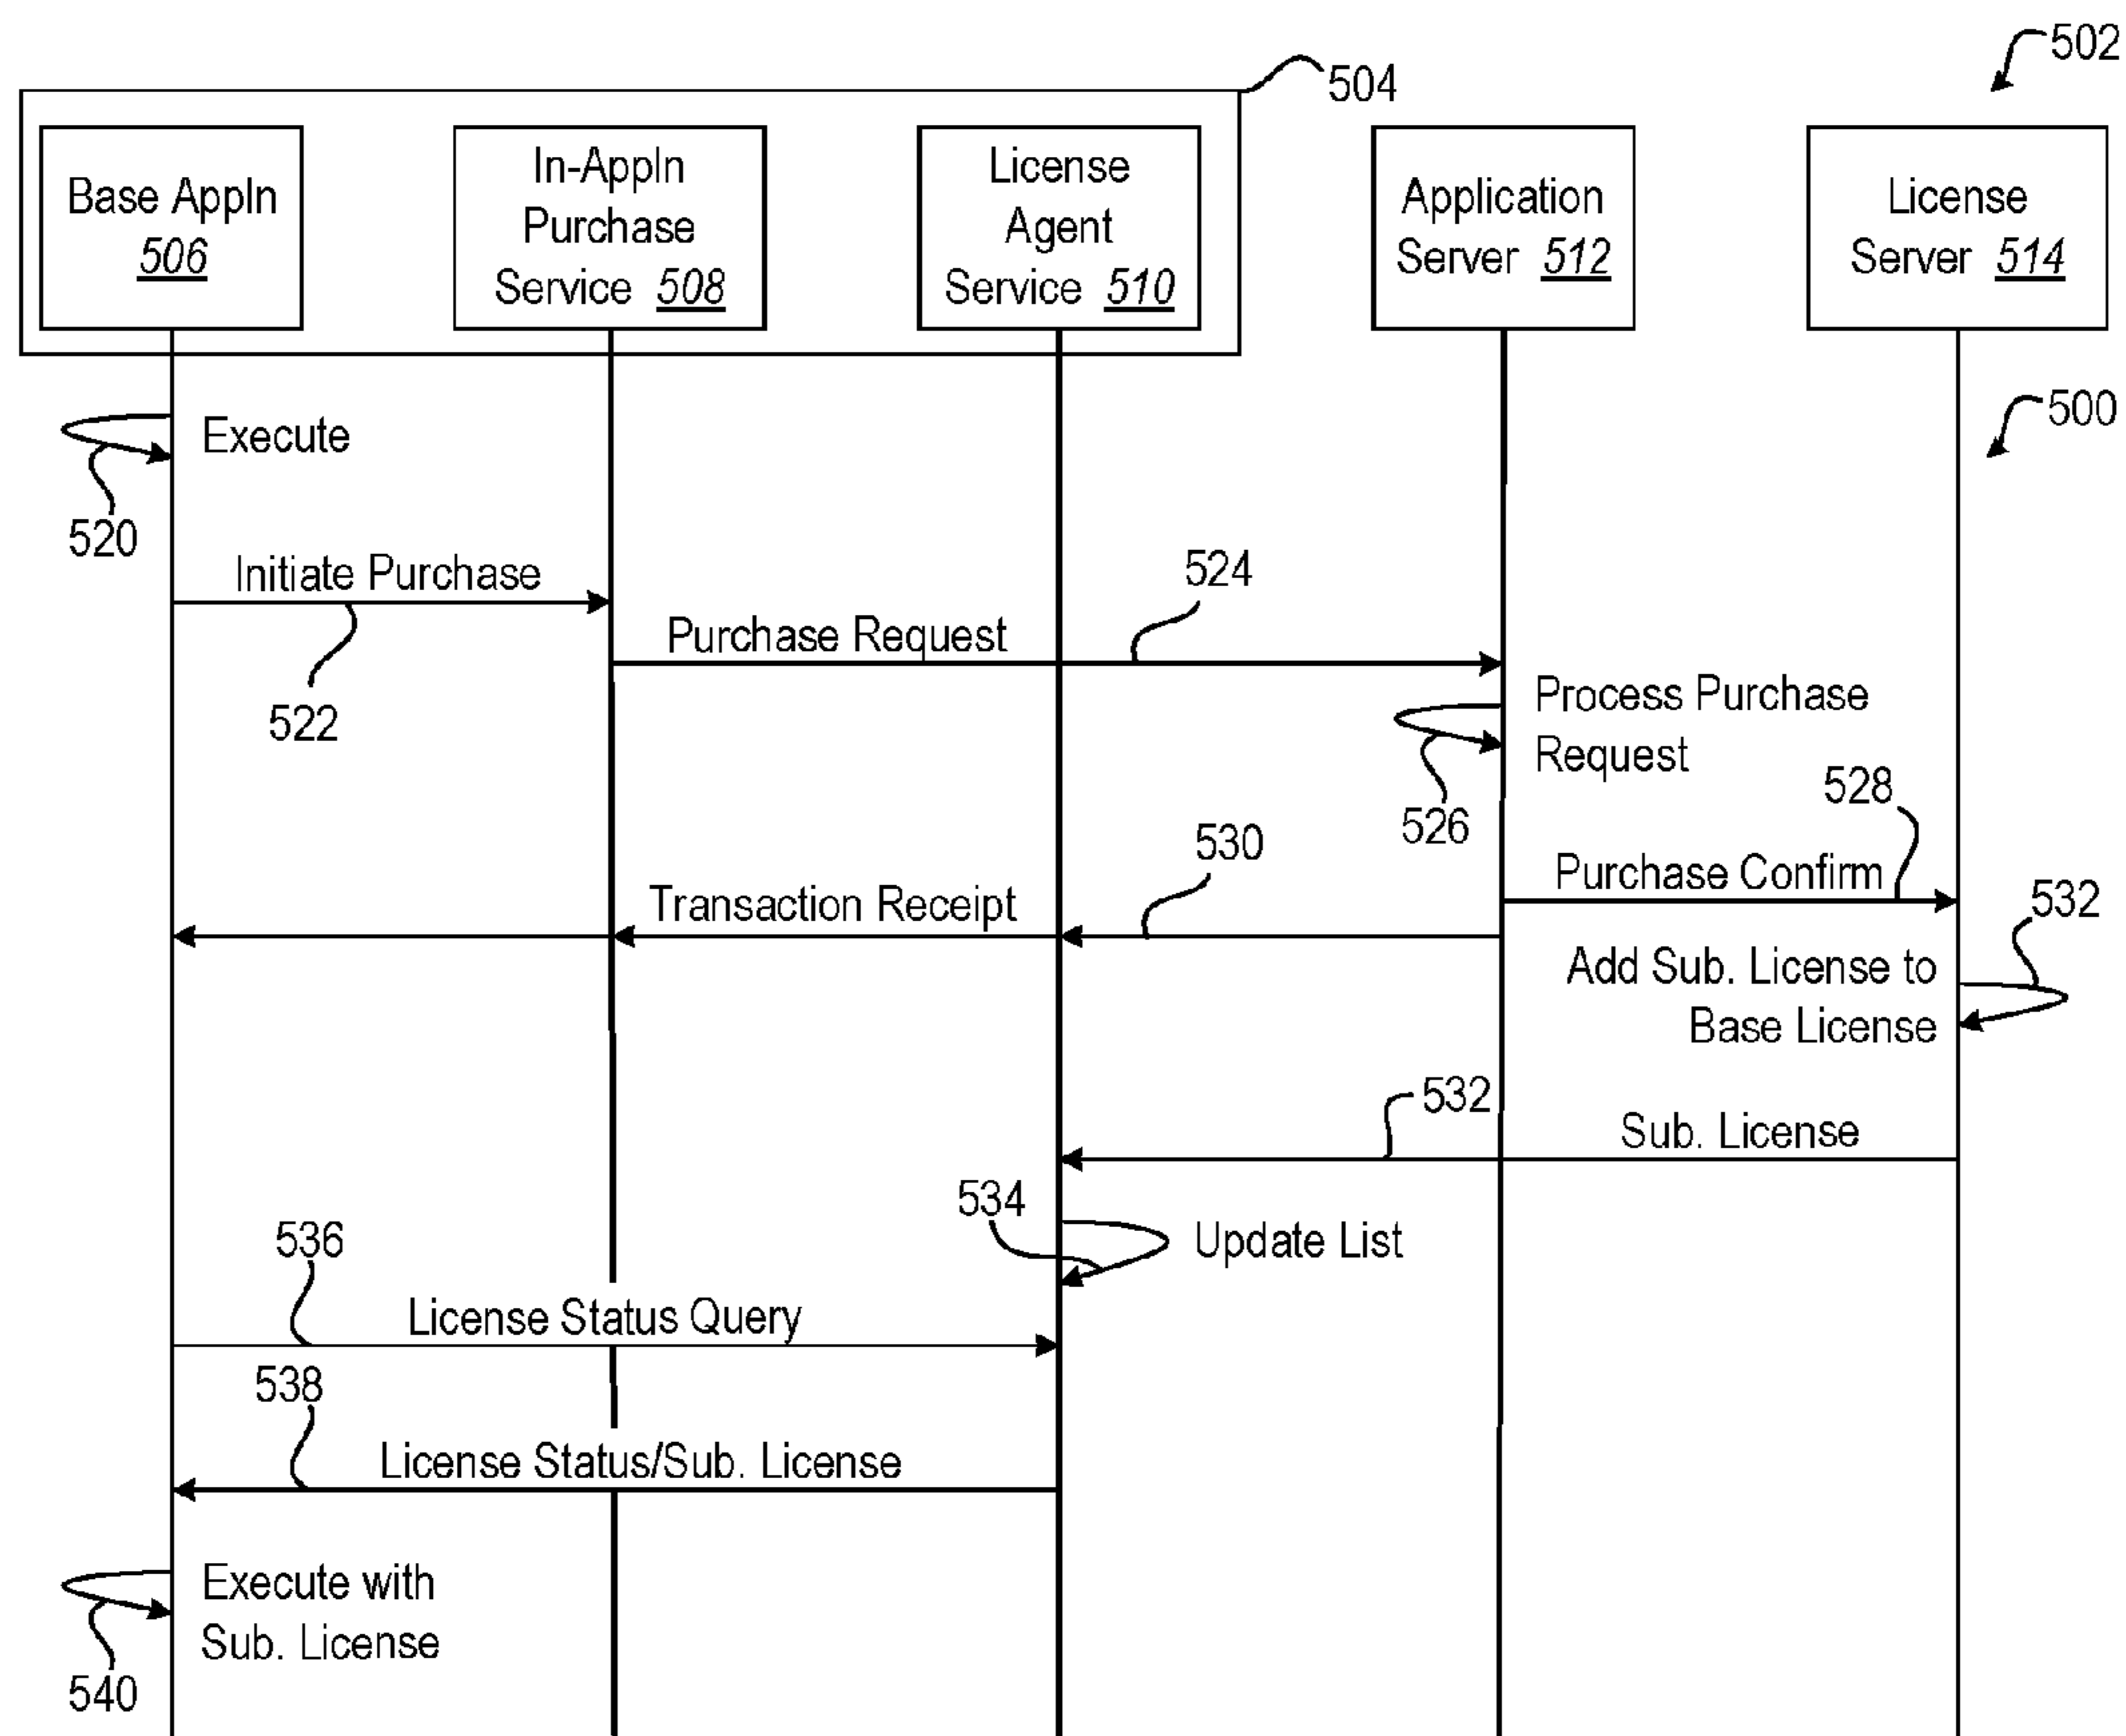 502
504
Base Appln
506
In-Appln
Purchase
Service 508
License
Agent
Service 510
Application
Server 512
License
Server 514
500
Execute
520
Initiate Purchase
522
524
Purchase Request
Process Purchase
Request
526
528
Purchase Confirm
530
Transaction Receipt
532
Add Sub. License to
Base License
532
Sub. License
534
Update List
536
License Status Query
538
License Status/Sub. License
Execute with
Sub. License
540